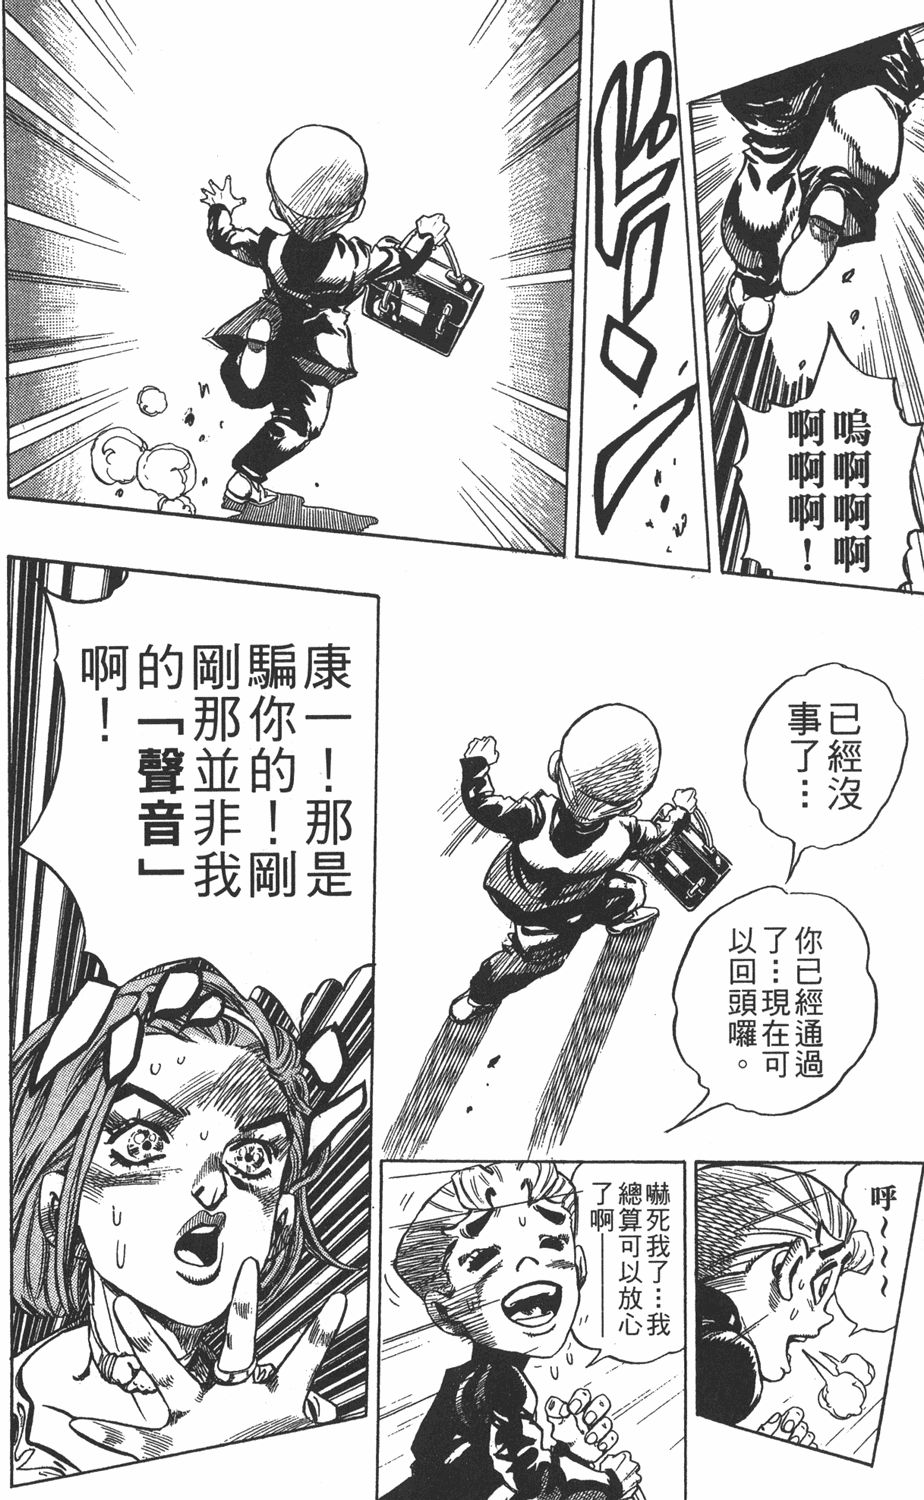 嗚啊啊啊
啊啊啊！
已經沒
事了…
你已經通過
了…現在可
以回頭囉。
呼～～～
嚇死我了…我
總算可以放心
了啊——
康一！那是
騙你的！剛
剛那並非我
的「聲音」
啊！